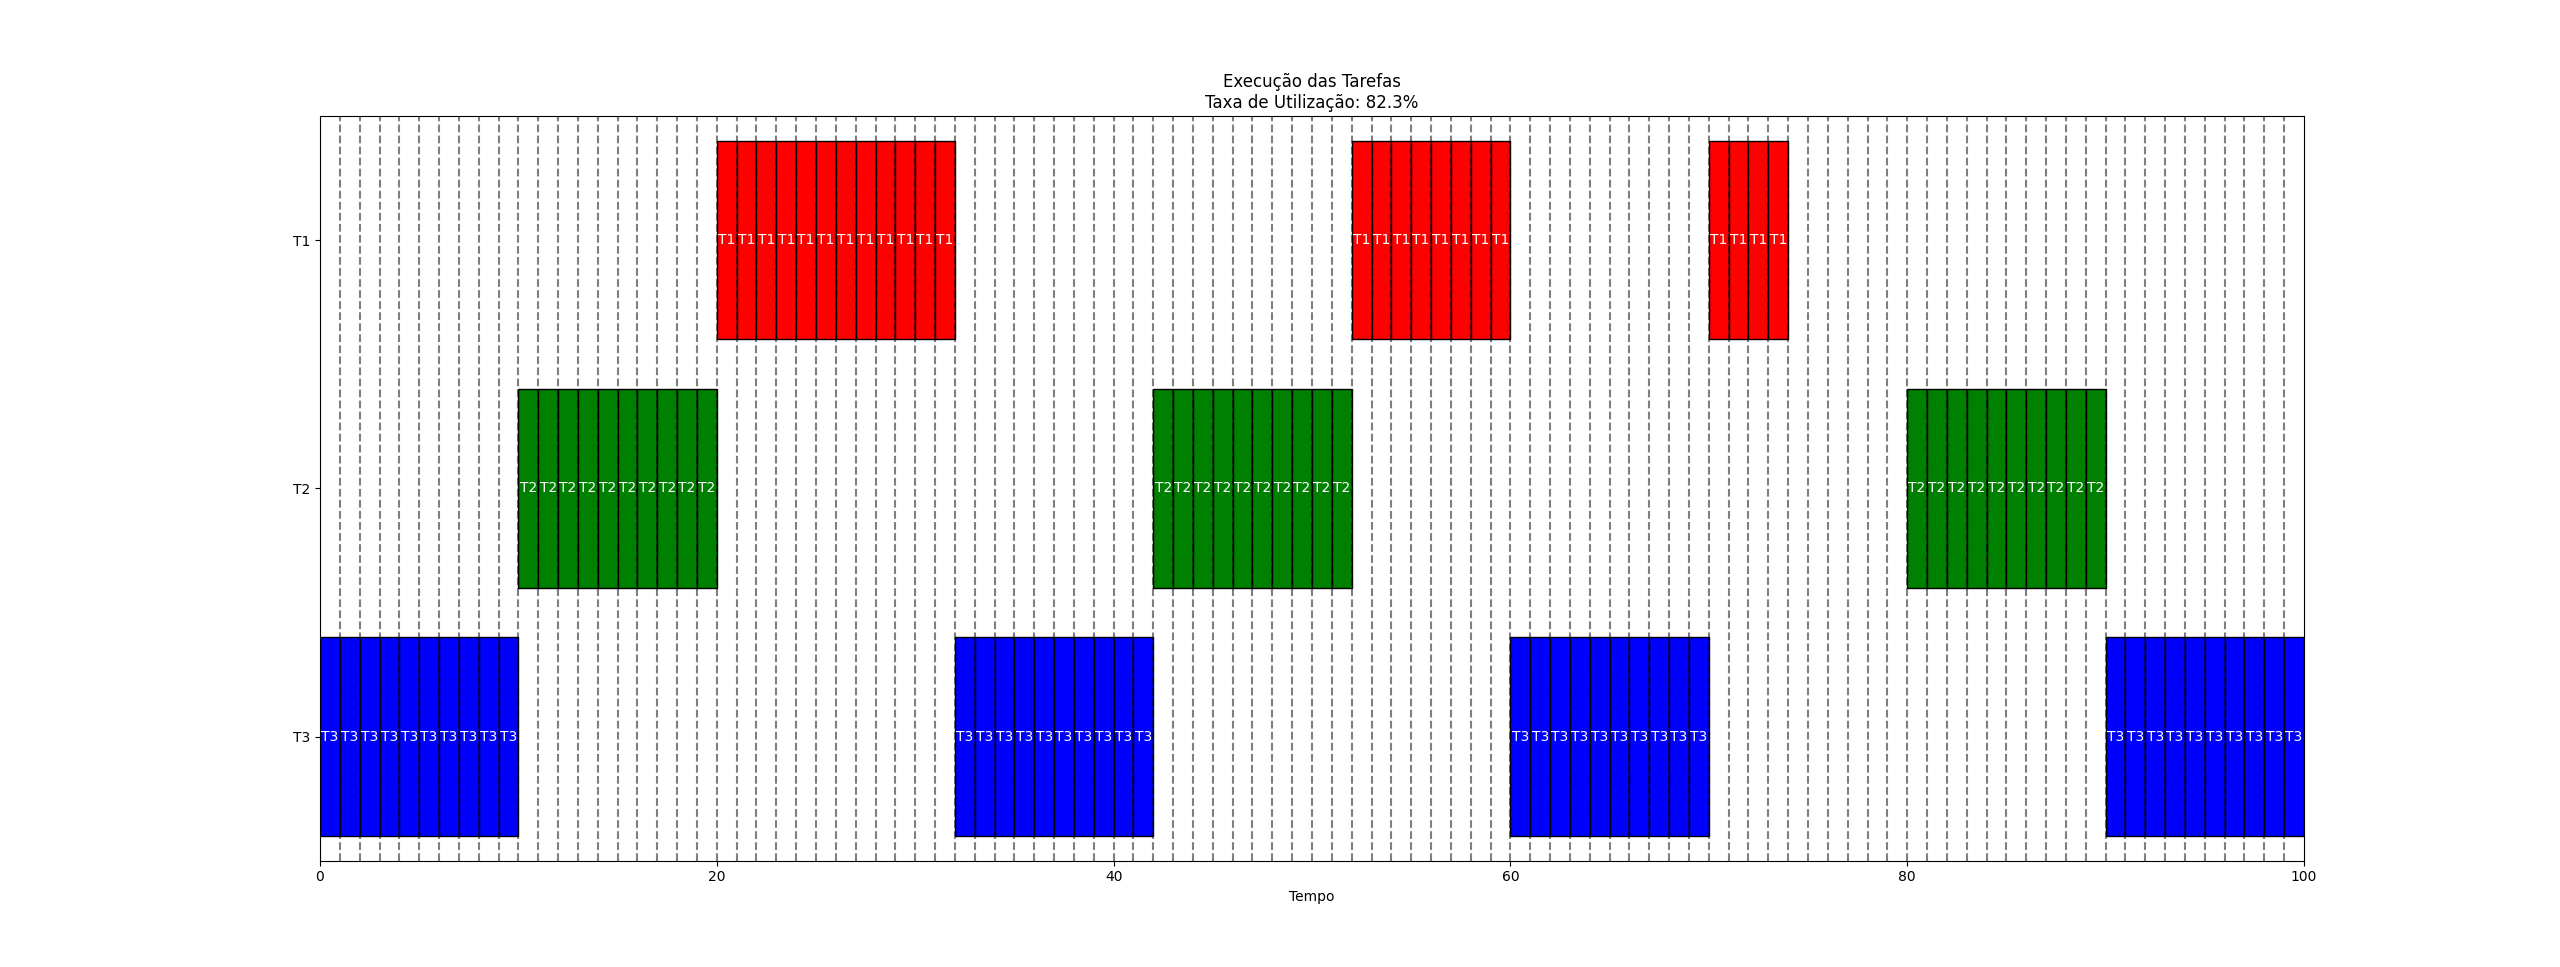 Execução das Tarefas
Taxa de Utilização: 82.3%
T1 T1 T1 T1 T1 T1 T1 T1 T1 T1 T1 T1 T1 T1 T1 T1 T1 T1 T1 T1 T1 T1 T1 T1 T1
T2 T2 T2 T2 T2 T2 T2 T2 T2 T2 T2 T2 T2 T2 T2 T2 T2 T2 T2 T2 T2 T2 T2 T2 T2 T2 T2 T2 T2 T2 T2
T3 T3 T3 T3 T3 T3 T3 T3 T3 T3 T3 T3 T3 T3 T3 T3 T3 T3 T3 T3 T3 T3 T3 T3 T3 T3 T3 T3 T3 T3 T3 T3 T3 T3 T3 T3 T3 T3 T3 T3 T3
0 20 40 60 80 100
Tempo